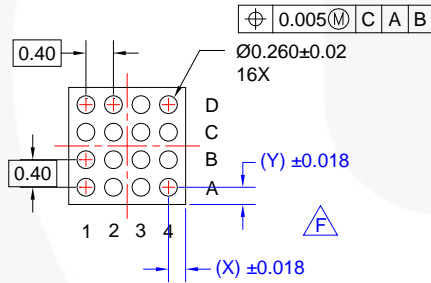 ⌖ 0.005Ⓜ C A B
0.40
Ø0.260±0.02
16X
D
C
B
A
0.40
(Y) ±0.018
F
1 2 3 4
(X) ±0.018